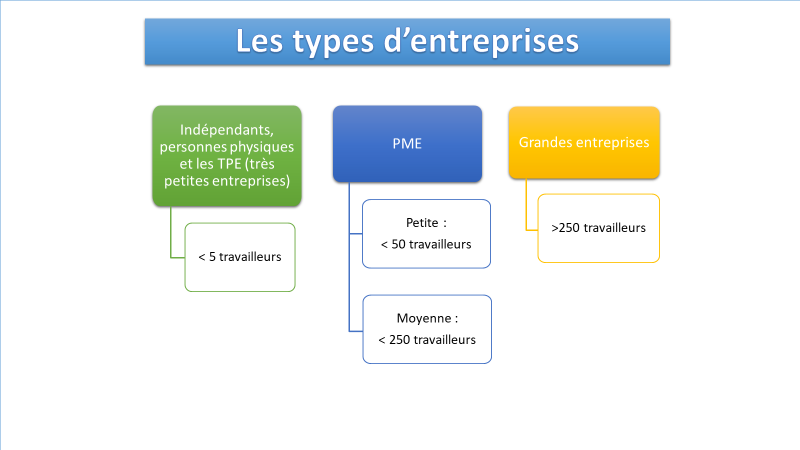 Les types d’entreprises
Indépendants,
personnes physiques
et les TPE (très
petites entreprises)
< 5 travailleurs
PME
Petite :
< 50 travailleurs
Moyenne :
< 250 travailleurs
Grandes entreprises
>250 travailleurs